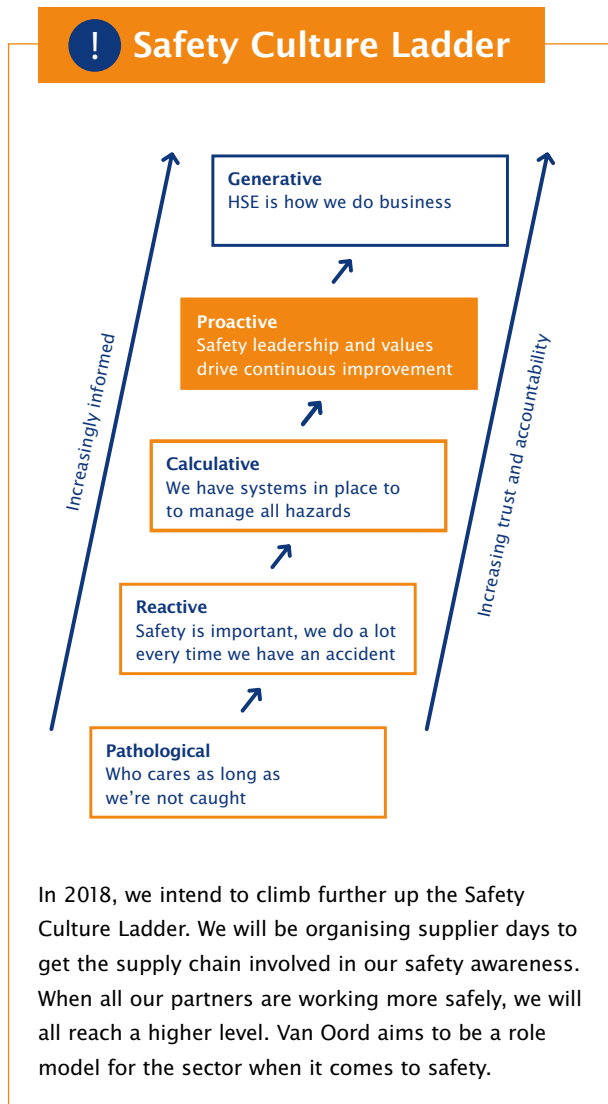 ! Safety Culture Ladder
Generative
HSE is how we do business
Proactive
Safety leadership and values
drive continuous improvement
Increasingly informed
Increasing trust and accountability
Calculative
We have systems in place to
to manage all hazards
Reactive
Safety is important, we do a lot
every time we have an accident
Pathological
Who cares as long as
we’re not caught
In 2018, we intend to climb further up the Safety
Culture Ladder. We will be organising supplier days to
get the supply chain involved in our safety awareness.
When all our partners are working more safely, we will
all reach a higher level. Van Oord aims to be a role
model for the sector when it comes to safety.